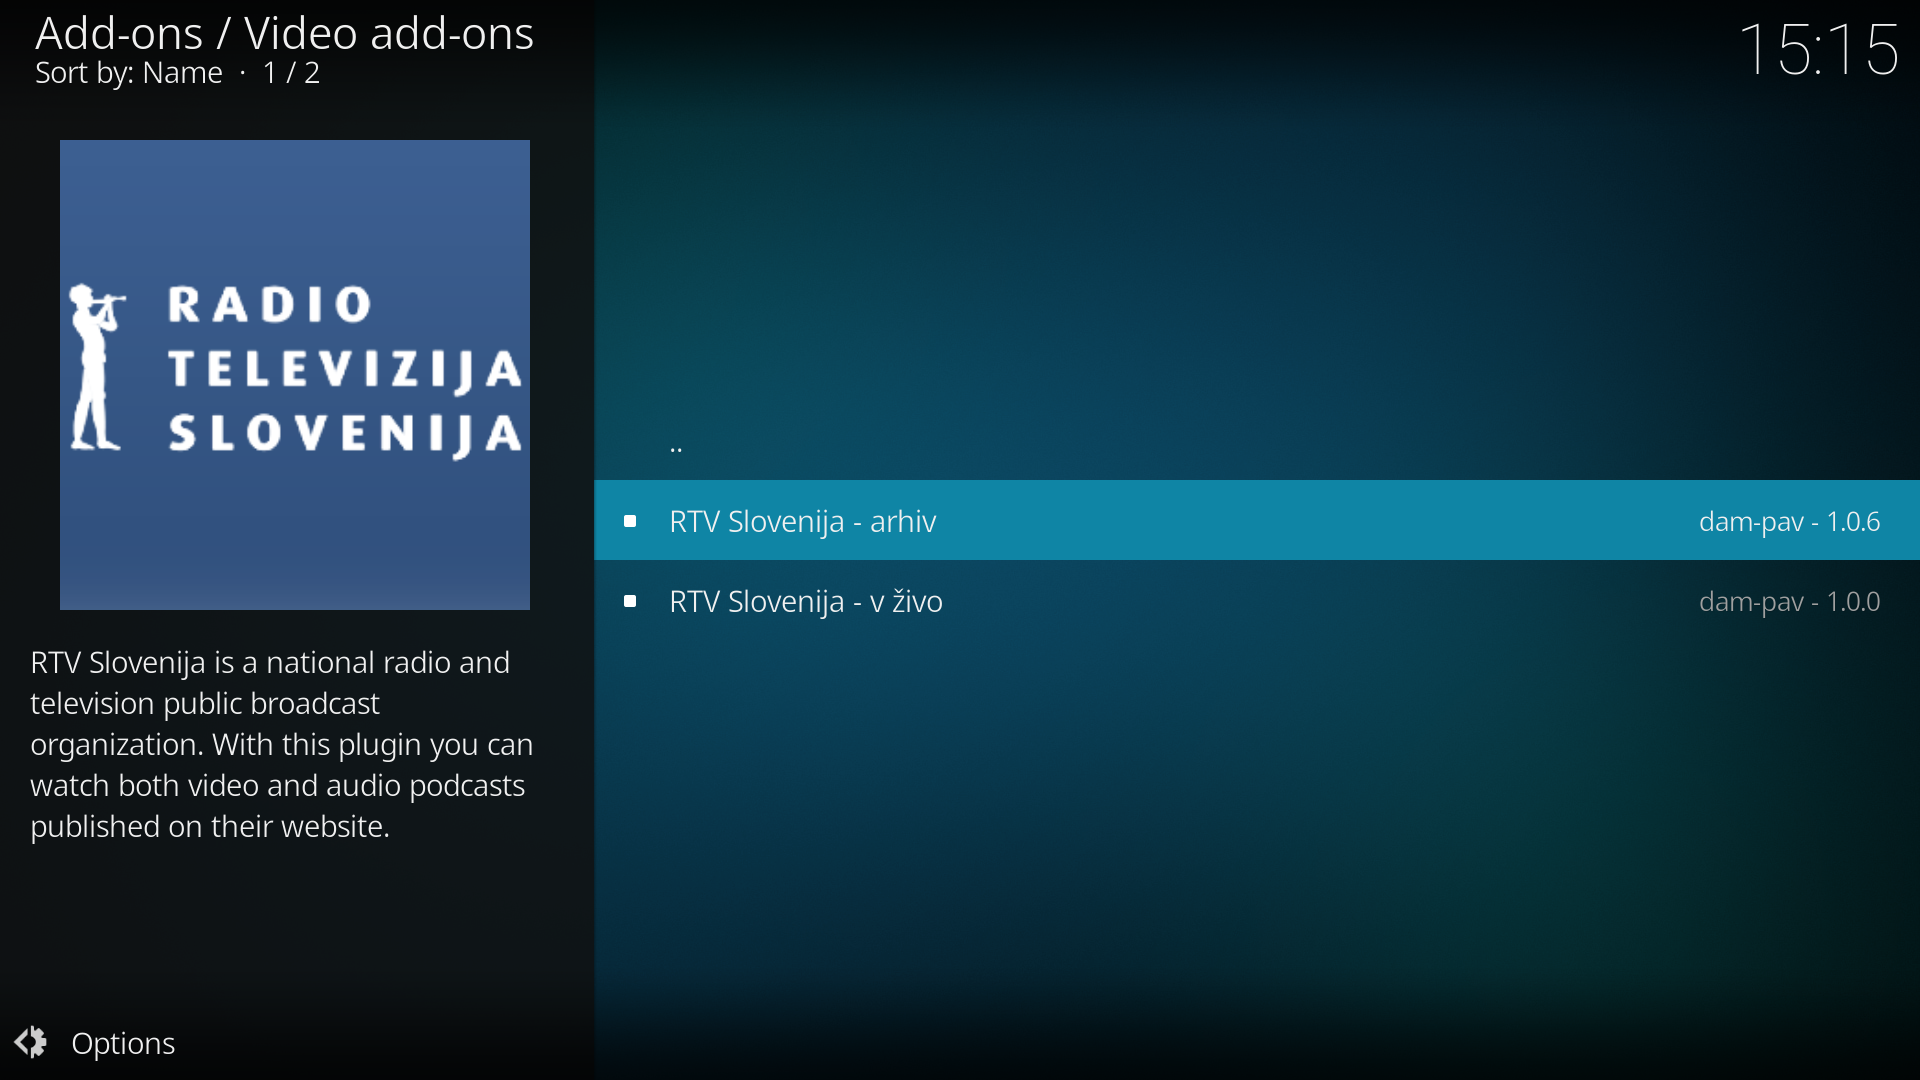 Add-ons / Video add-ons
Sort by: Name · 1 / 2
15:15
RADIO
TELEVIZIJA
SLOVENIJA
RTV Slovenija is a national radio and
television public broadcast
organization. With this plugin you can
watch both video and audio podcasts
published on their website.
..
RTV Slovenija - arhiv dam-pav - 1.0.6
RTV Slovenija - v živo dam-pav - 1.0.0
Options